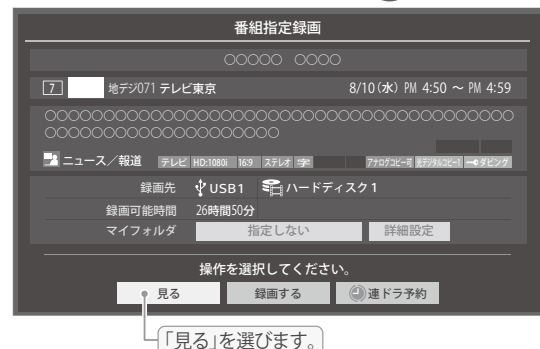 番組指定録画
○○○○○ ○○○○
7 地デジ071 テレビ東京 8/10(水) PM 4:50 ～ PM 4:59
○○○○○○○○○○○○○○○○○○○○○○○○○○○○○○○○○○○○○○○○
○○○○○○○○○○○○○○○○○○○○
ニュース／報道 テレビ HD:1080i 16:9 ステレオ 字 アナログコピー可 光デジタルコピー1 ダビング
録画先 USB1 ハードディスク1
録画可能時間 26時間50分
マイフォルダ 指定しない 詳細設定
操作を選択してください。
見る 録画する 連ドラ予約
「見る」を選びます。